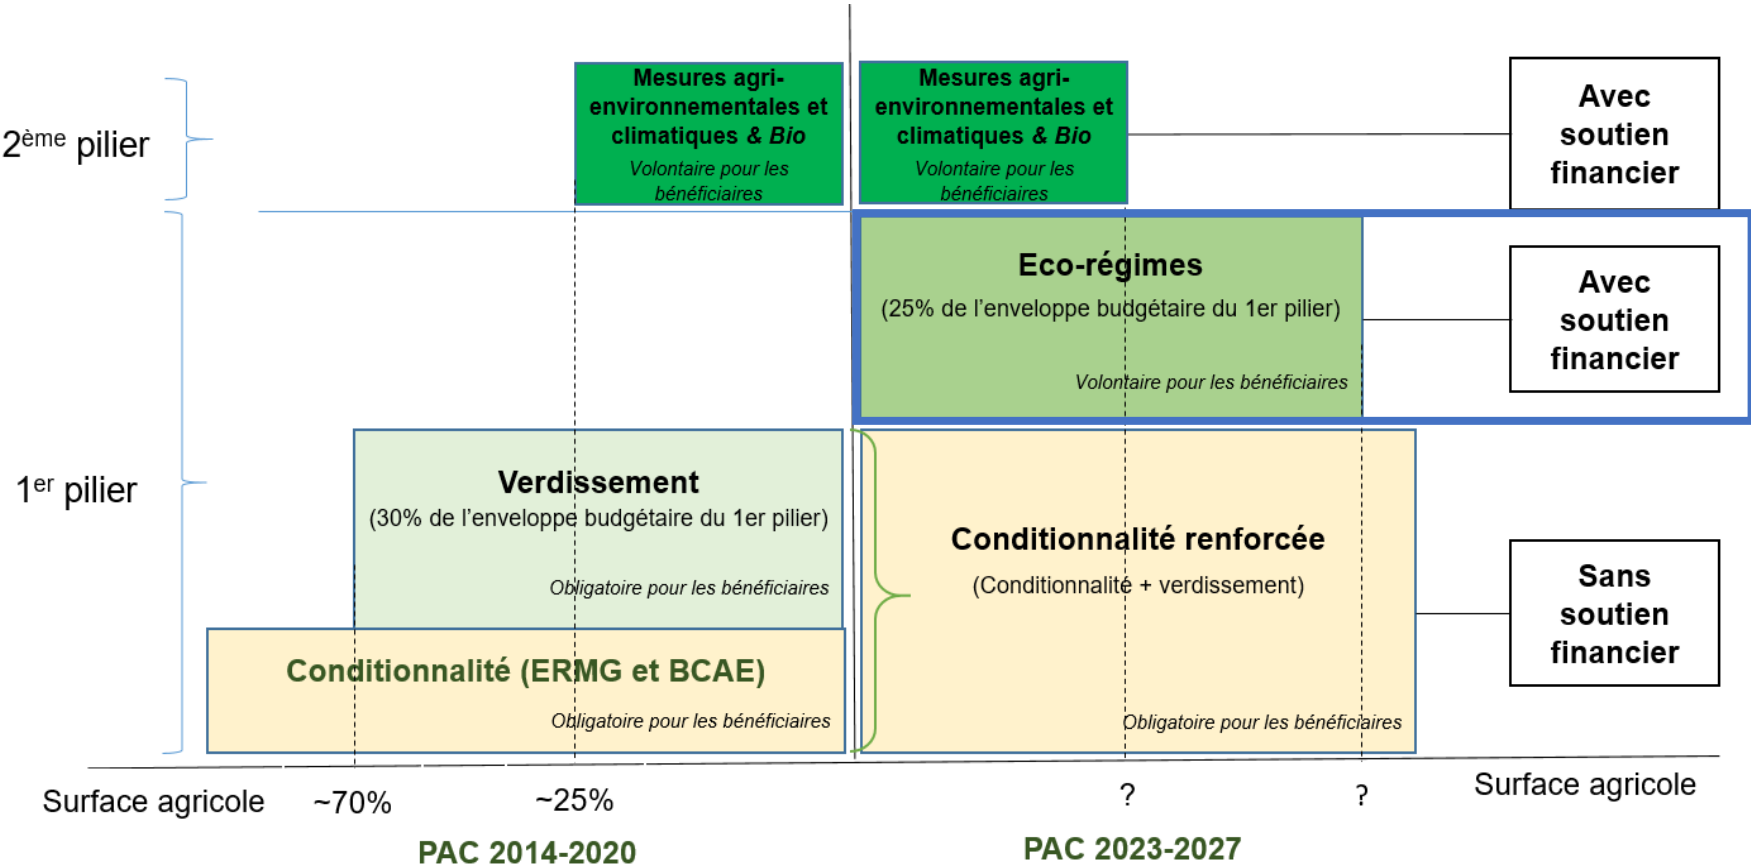 2ème pilier
Mesures agri-
environnementales et
climatiques & Bio
Volontaire pour les
bénéficiaires
Mesures agri-
environnementales et
climatiques & Bio
Volontaire pour les
bénéficiaires
Avec
soutien
financier
Eco-régimes
(25% de l'enveloppe budgétaire du 1er pilier)
Volontaire pour les bénéficiaires
Avec
soutien
financier
1er pilier
Verdissement
(30% de l'enveloppe budgétaire du 1er pilier)
Obligatoire pour les bénéficiaires
Conditionnalité (ERMG et BCAE)
Obligatoire pour les bénéficiaires
Conditionnalité renforcée
(Conditionnalité + verdissement)
Obligatoire pour les bénéficiaires
Sans
soutien
financier
Surface agricole
~70%
~25%
?
?
Surface agricole
PAC 2014-2020
PAC 2023-2027